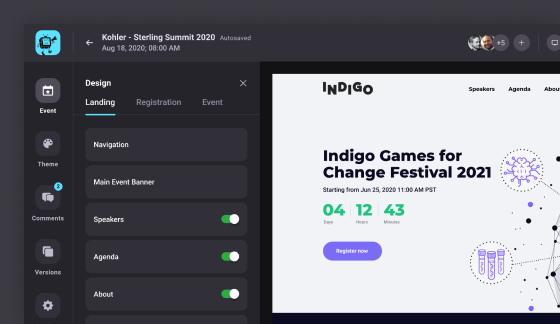 Kohler - Sterling Summit 2020 Autosaved
Aug 18, 2020; 08:00 AM
+5
+
Event
Theme
2
Comments
Versions
Design
Landing Registration Event
Navigation
Main Event Banner
Speakers
Agenda
About
INDIGO
Speakers Agenda Abou
Indigo Games for
Change Festival 2021
Starting from Jun 25, 2020 11:00 AM PST
04 12 43
Days Hours Minutes
Register now